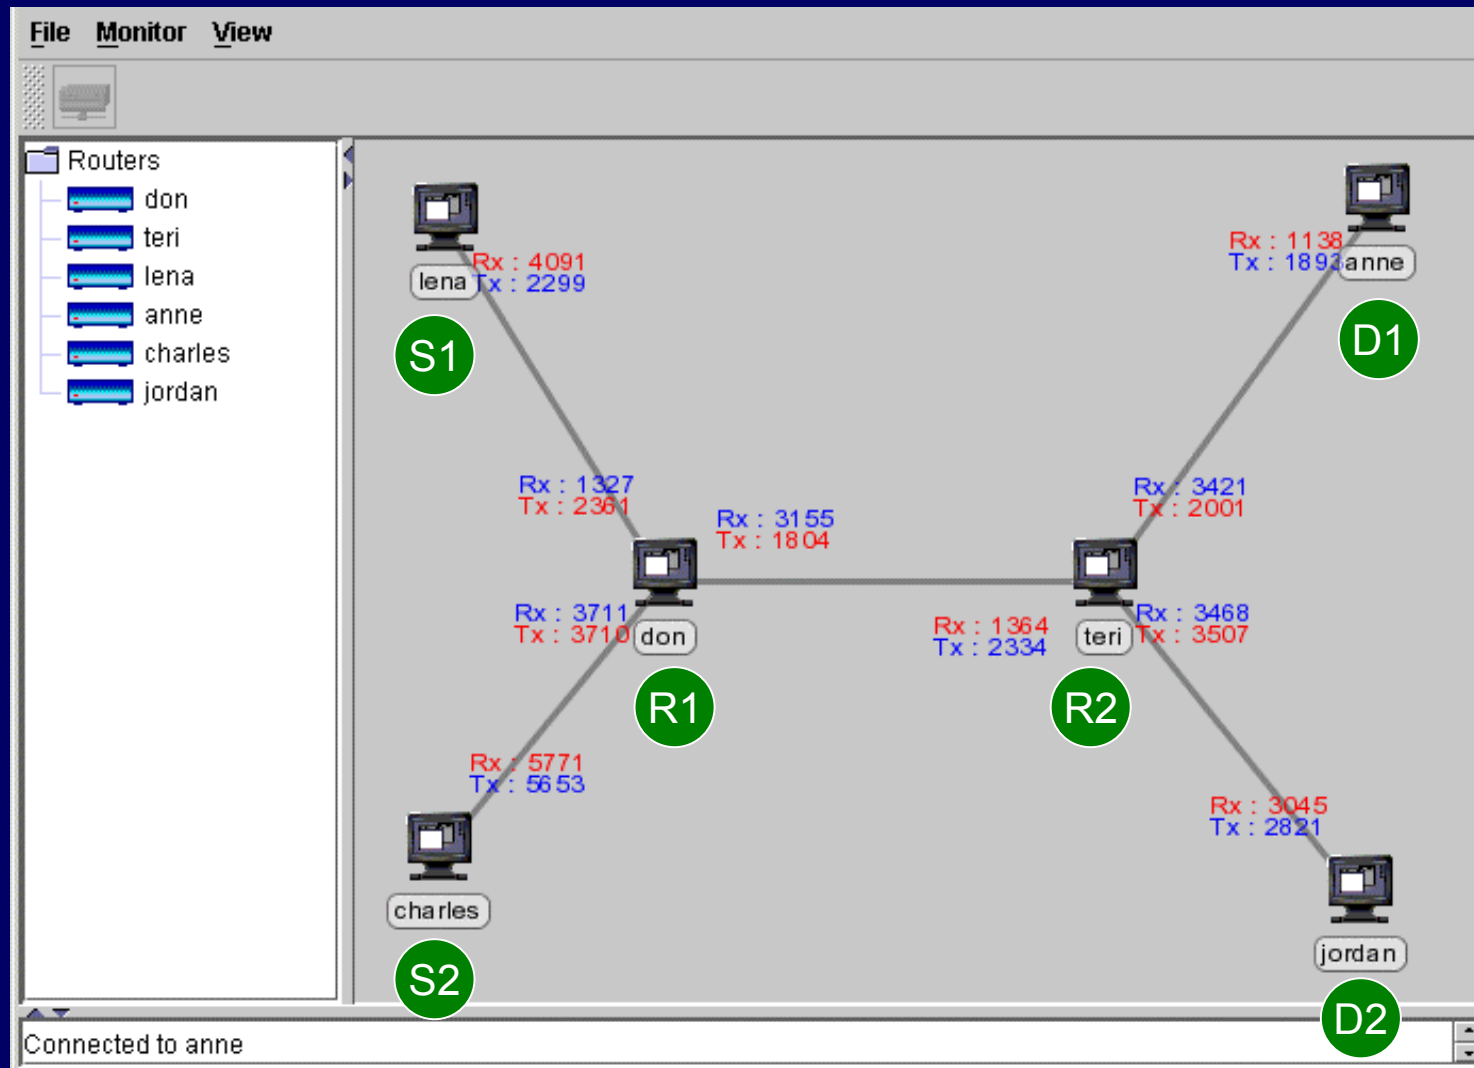 File Monitor View
Routers
don
teri
lena
anne
charles
jordan
Rx : 4091
lena Tx : 2299
S1
Rx : 1138
Tx : 1893 anne
D1
Rx : 1327
Tx : 2361
Rx : 3155
Tx : 1804
Rx : 3421
Tx : 2001
Rx : 3711
Tx : 3710 don
R1
Rx : 1364
Tx : 2334
teri
R2
Rx : 3468
Tx : 3507
Rx : 5771
Tx : 5653
charles
S2
Rx : 3045
Tx : 2821
jordan
D2
Connected to anne